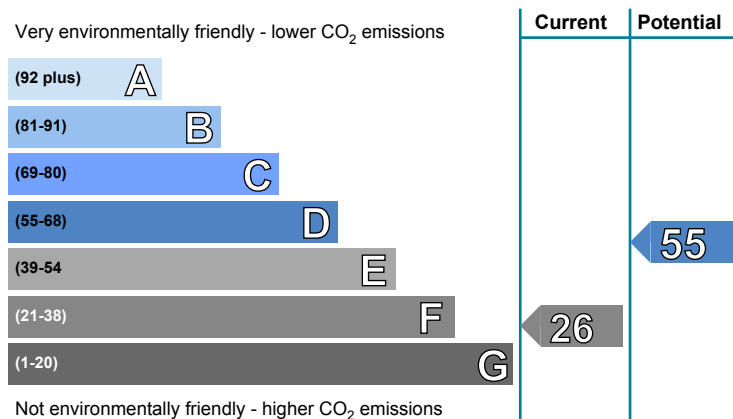 Current Potential
Very environmentally friendly - lower CO₂ emissions
(92 plus) A
(81-91) B
(69-80) C
(55-68) D
55
(39-54 E
(21-38) F
26
(1-20) G
Not environmentally friendly - higher CO₂ emissions